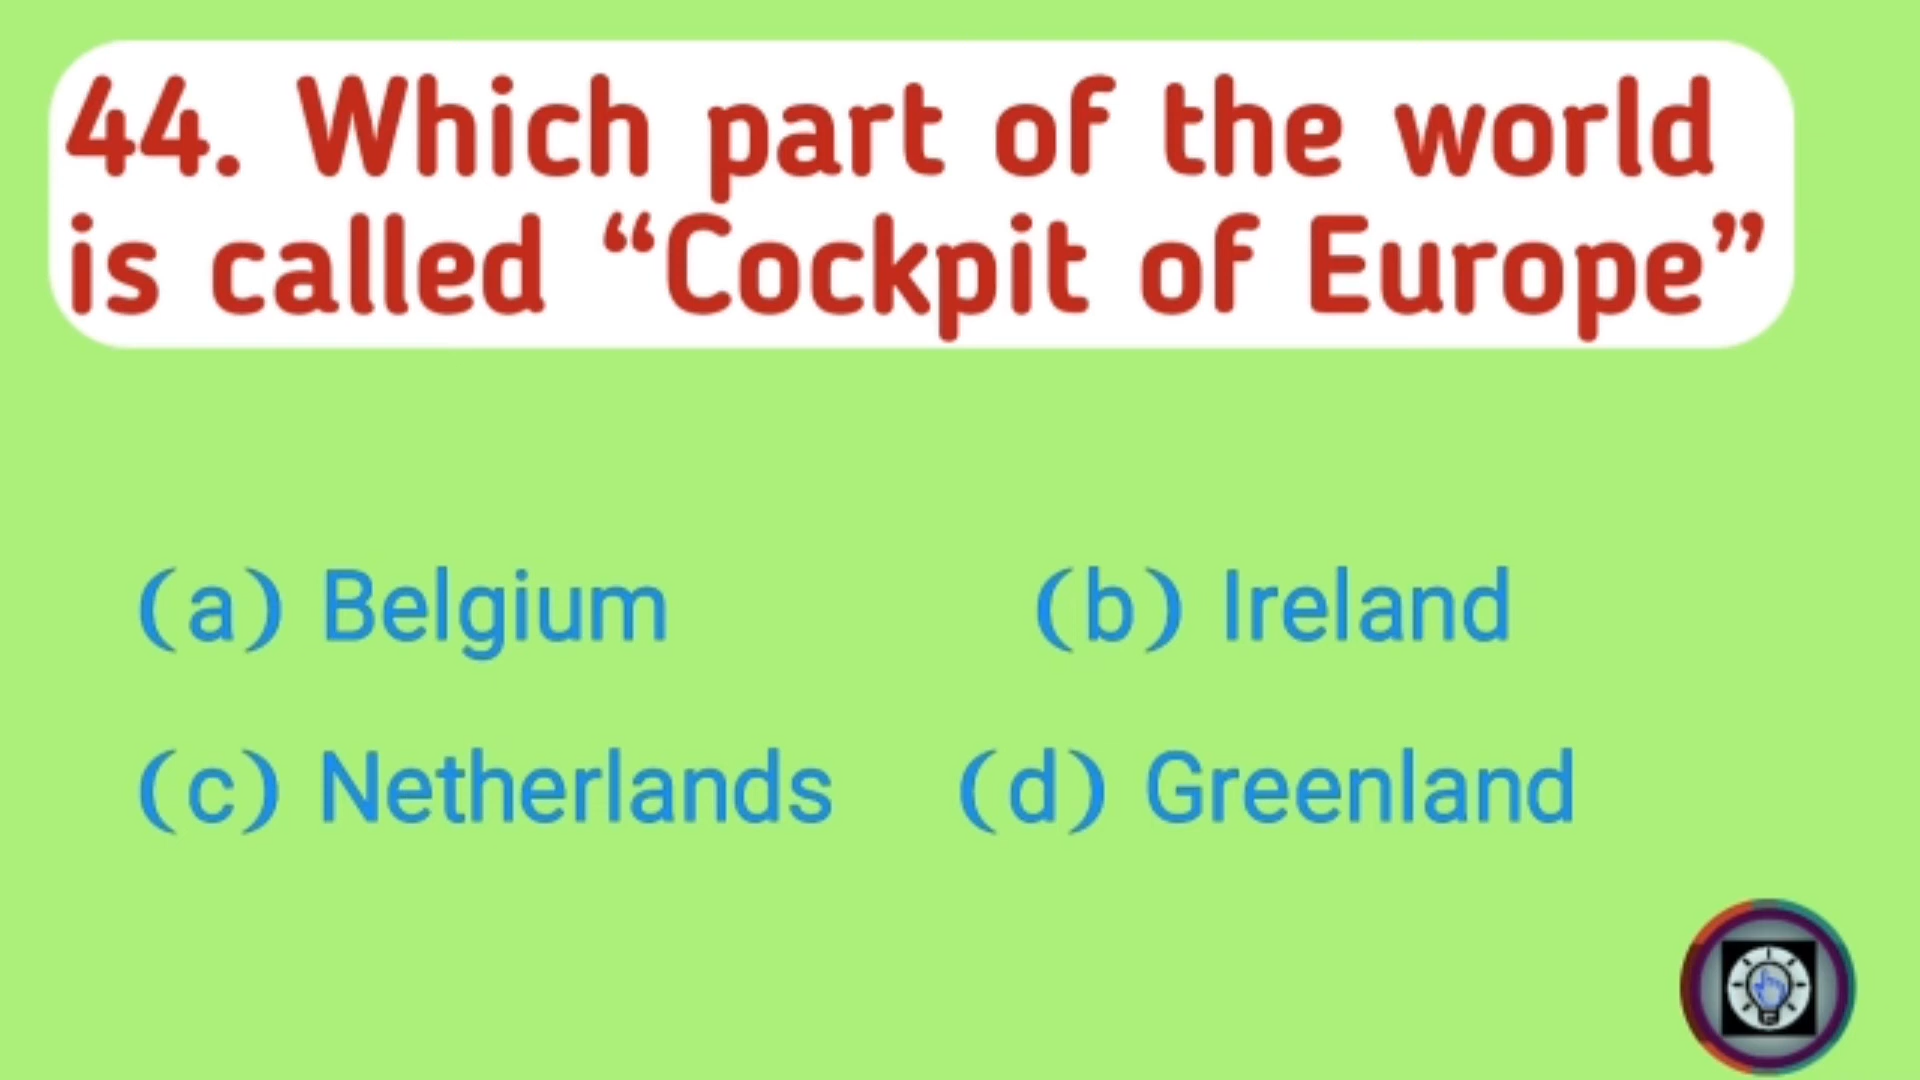 44. Which part of the world
is called “Cockpit of Europe”
(a) Belgium (b) Ireland
(c) Netherlands (d) Greenland